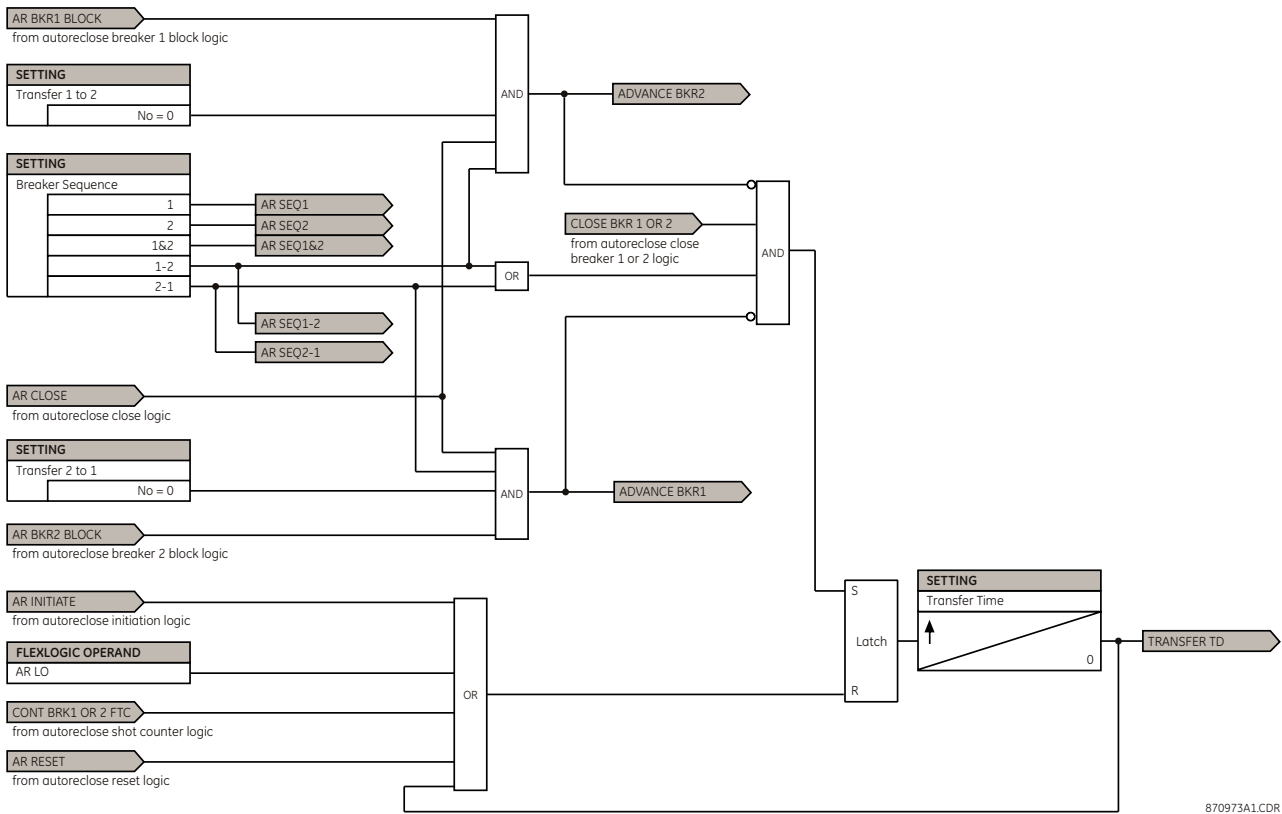 AR BKR1 BLOCK
from autoreclose breaker 1 block logic
SETTING
Transfer 1 to 2
No = 0
AND
ADVANCE BKR2
SETTING
Breaker Sequence
1
AR SEQ1
2
AR SEQ2
1&2
AR SEQ1&2
1-2
2-1
OR
CLOSE BKR 1 OR 2
from autoreclose close
breaker 1 or 2 logic
AND
AR SEQ1-2
AR SEQ2-1
AR CLOSE
from autoreclose close logic
SETTING
Transfer 2 to 1
No = 0
AND
ADVANCE BKR1
AR BKR2 BLOCK
from autoreclose breaker 2 block logic
AR INITIATE
from autoreclose initiation logic
FLEXLOGIC OPERAND
AR LO
CONT BRK1 OR 2 FTC
from autoreclose shot counter logic
AR RESET
from autoreclose reset logic
OR
S
Latch
R
SETTING
Transfer Time
0
TRANSFER TD
870973A1.CDR